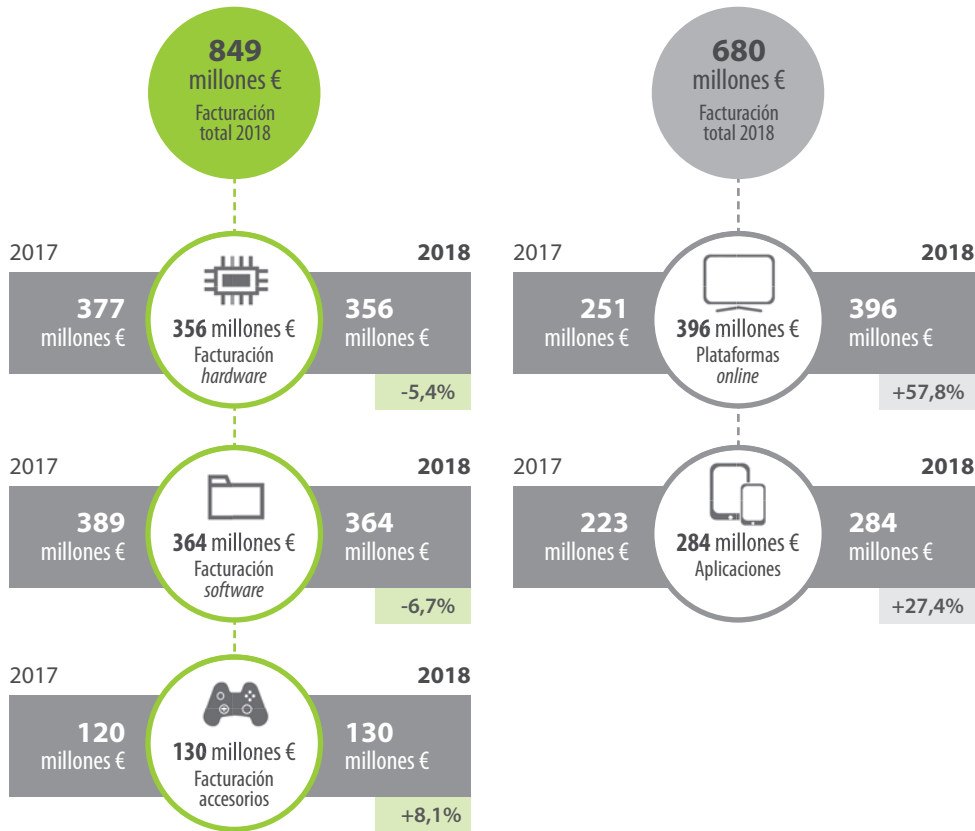 849
millones €
Facturación
total 2018
2017
2018
377
millones €
356 millones €
Facturación
hardware
356
millones €
-5,4%
2017
2018
389
millones €
364 millones €
Facturación
software
364
millones €
-6,7%
2017
2018
120
millones €
130 millones €
Facturación
accesorios
130
millones €
+8,1%
680
millones €
Facturación
total 2018
2017
2018
251
millones €
396 millones €
Plataformas
online
396
millones €
+57,8%
2017
2018
223
millones €
284 millones €
Aplicaciones
284
millones €
+27,4%